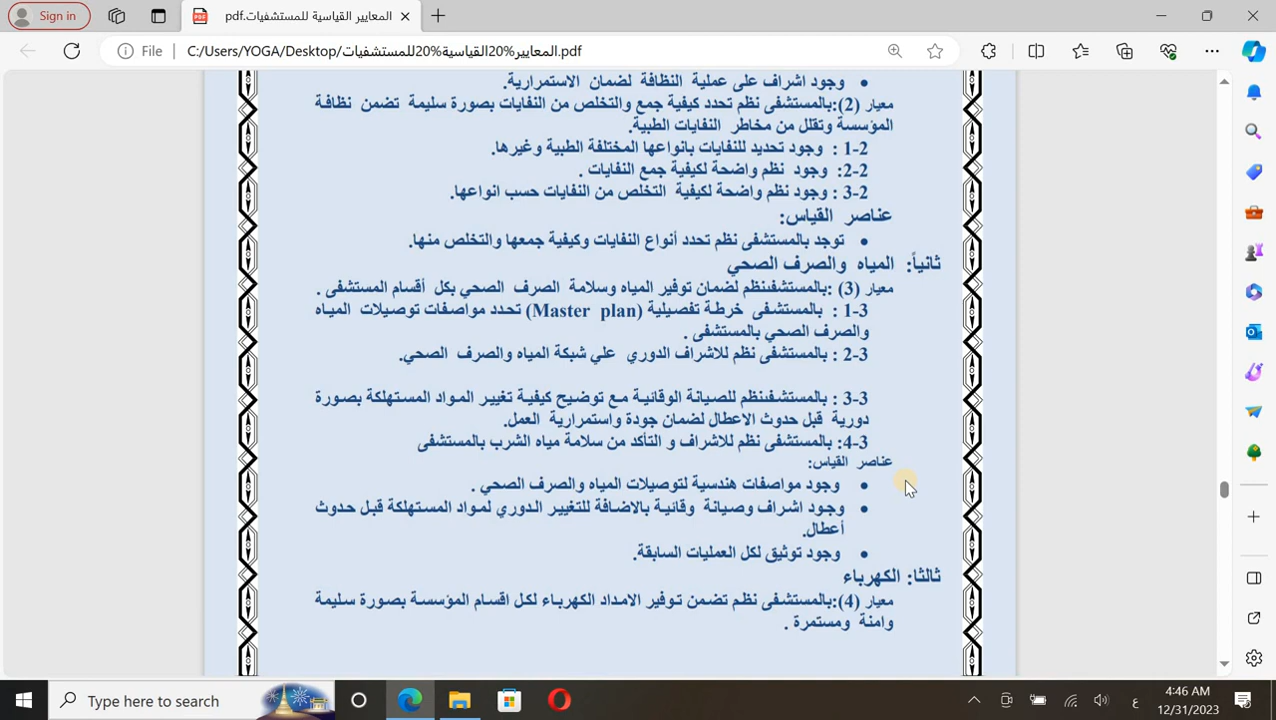 Sign in
المعايير القياسية للمستشفيات.pdf
File
C:/Users/YOGA/Desktop/المعايير%20القياسية%20للمستشفيات.pdf
• وجود اشراف على عملية النظافة لضمان الاستمرارية.
معيار (2):بالمستشفى نظم تحدد كيفية جمع والتخلص من النفايات بصورة سليمة تضمن نظافة
المؤسسة وتقلل من مخاطر النفايات الطبية.
1-2 : وجود تحديد للنفايات بانواعها المختلفة الطبية وغيرها.
2-2: وجود نظم واضحة لكيفية جمع النفايات .
3-2 : وجود نظم واضحة لكيفية التخلص من النفايات حسب انواعها.
عناصر القياس:
• توجد بالمستشفى نظم تحدد أنواع النفايات وكيفية جمعها والتخلص منها.
ثانياً: المياه والصرف الصحي
معيار (3) :بالمستشفىنظم لضمان توفير المياه وسلامة الصرف الصحي بكل أقسام المستشفى .
1-3 : بالمستشفى خرطة تفصيلية (Master plan) تحدد مواصفات توصيلات المياه
والصرف الصحي بالمستشفى .
2-3 : بالمستشفى نظم للاشراف الدوري علي شبكة المياه والصرف الصحي.
3-3 : بالمستشفىنظم للصيانة الوقائية مع توضيح كيفية تغيير المواد المستهلكة بصورة
دورية قبل حدوث الاعطال لضمان جودة واستمرارية العمل.
4-3: بالمستشفى نظم للاشراف و التأكد من سلامة مياه الشرب بالمستشفى
عناصر القياس:
• وجود مواصفات هندسية لتوصيلات المياه والصرف الصحي .
• وجود اشراف وصيانة وقائية بالاضافة للتغيير الدوري لمواد المستهلكة قبل حدوث
أعطال.
• وجود توثيق لكل العمليات السابقة.
ثالثا: الكهرباء
معيار (4):بالمستشفى نظم تضمن توفير الامداد الكهرباء لكل اقسام المؤسسة بصورة سليمة
وامنة ومستمرة .
Type here to search
ع
4:46 AM
12/31/2023